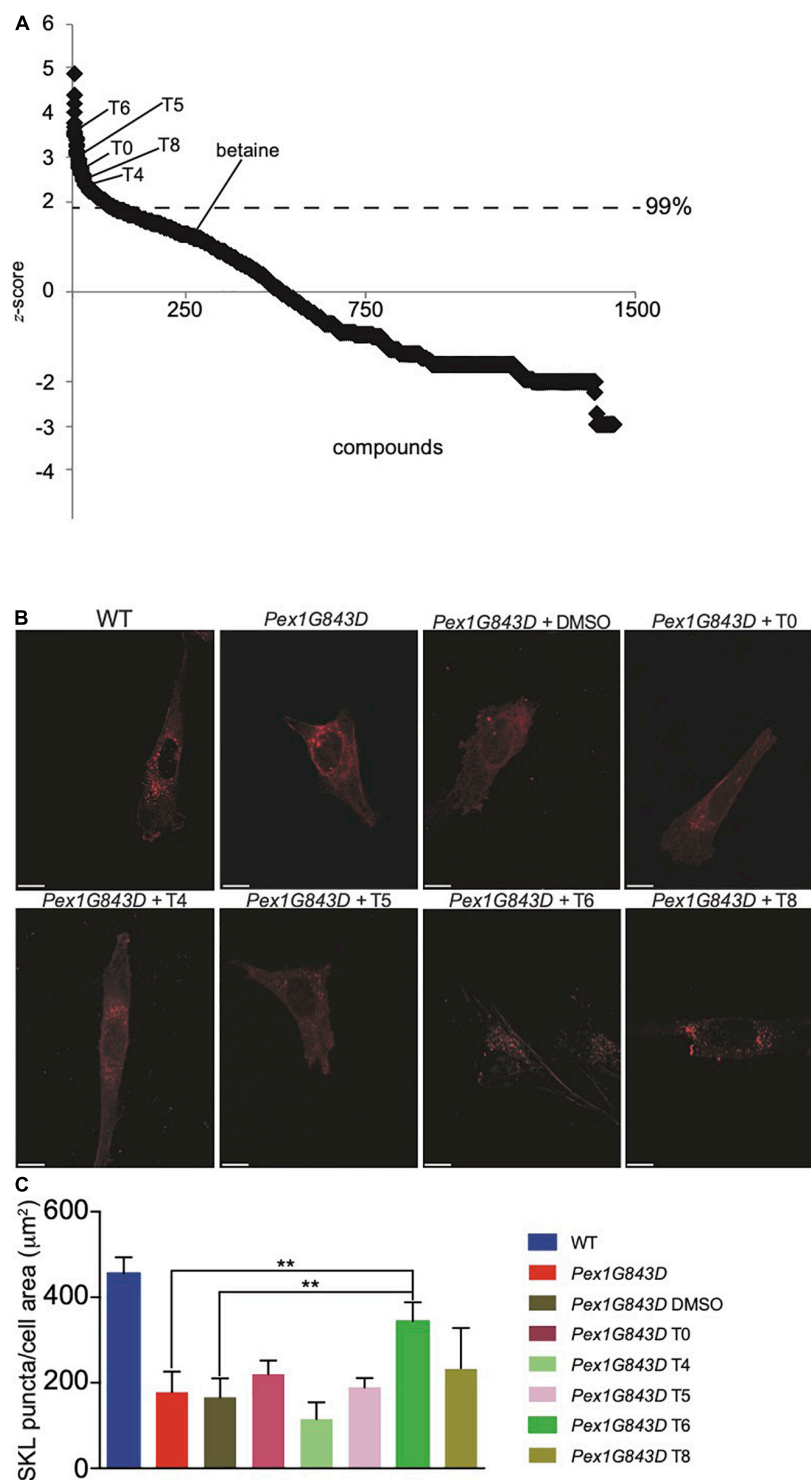 A
6
5
4
3
2
0
-2
-3
-4
z-score
T6
T5
T0
T8
T4
betaine
99%
250
750
1500
compounds
B
WT
Pex1G843D
Pex1G843D + DMSO
Pex1G843D + T0
Pex1G843D + T4
Pex1G843D + T5
Pex1G843D + T6
Pex1G843D + T8
C
SKL puncta/cell area (µm²)
600
400
200
0
**
**
WT
Pex1G843D
Pex1G843D DMSO
Pex1G843D T0
Pex1G843D T4
Pex1G843D T5
Pex1G843D T6
Pex1G843D T8